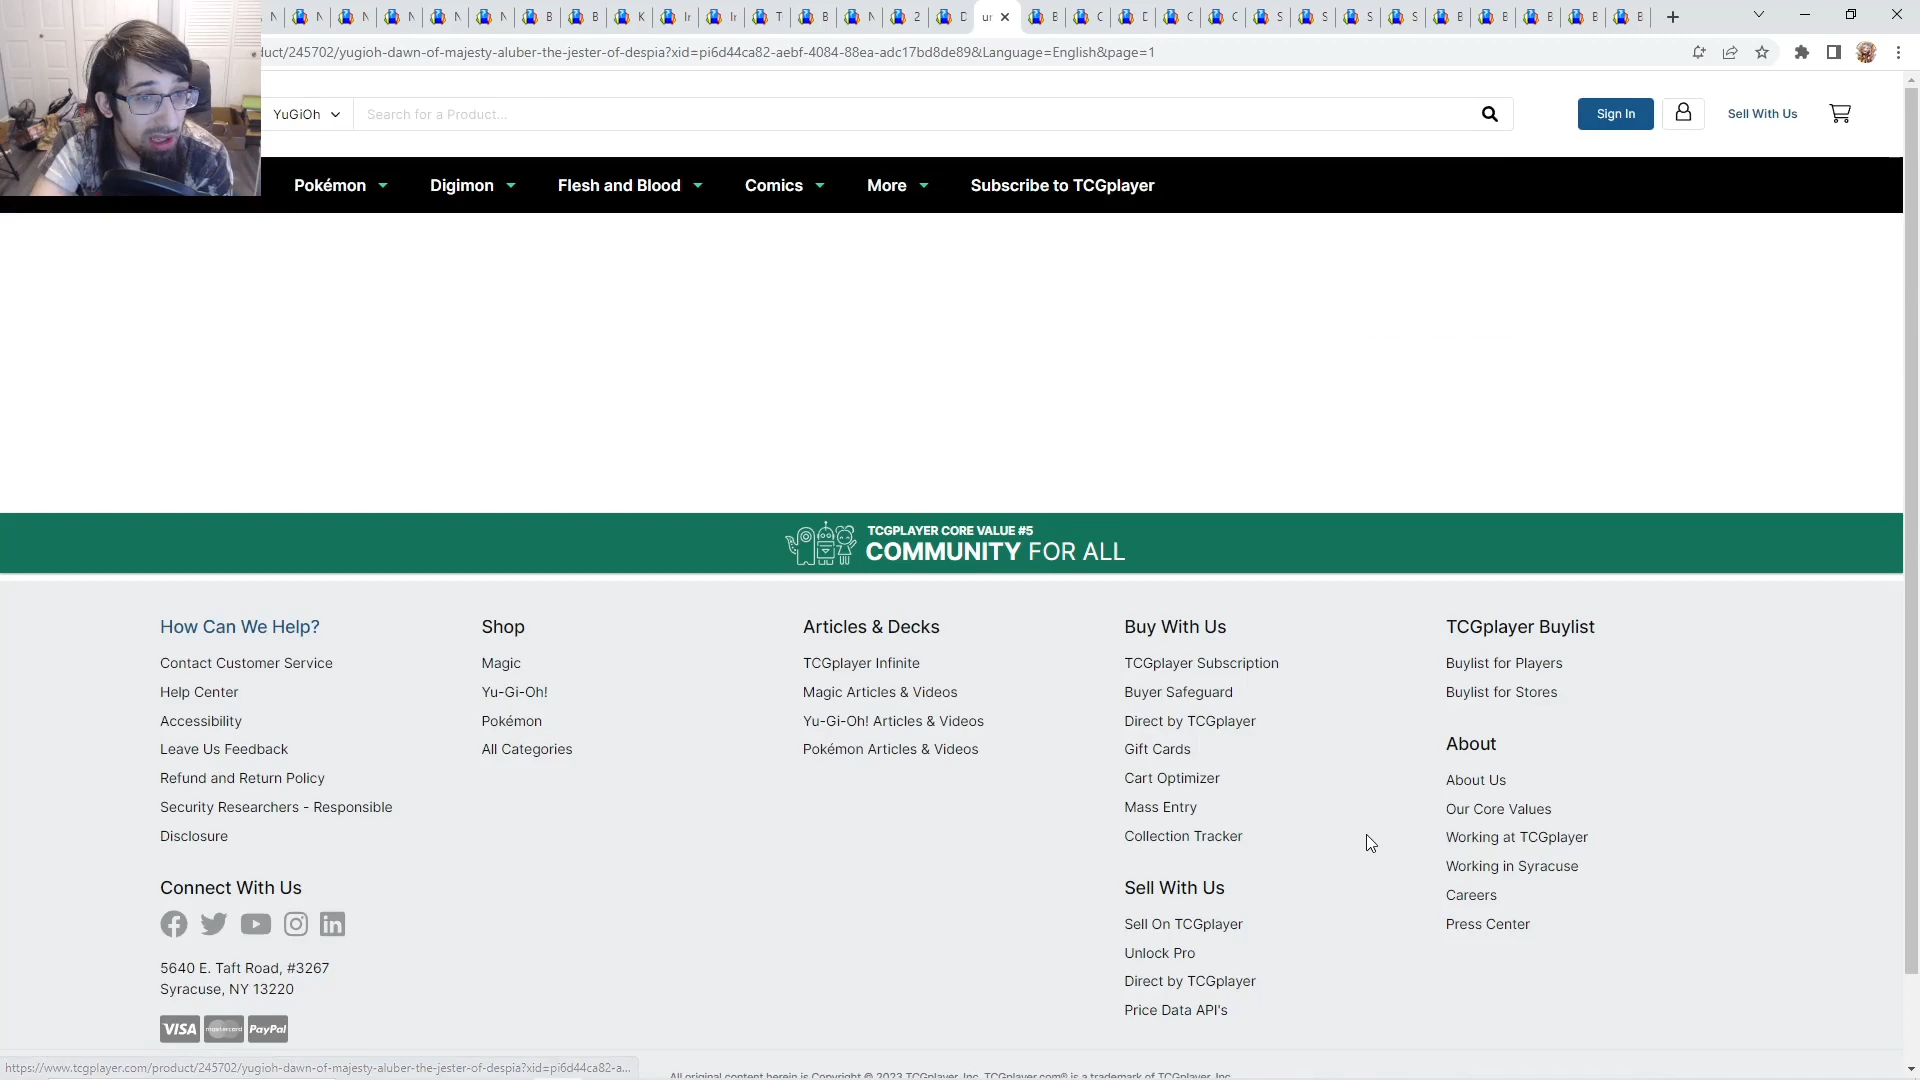 N N N N N N B B K Ir Ir T B N 2 D ur B C D C C S S S S B B B B B
duct/245702/yugioh-dawn-of-majesty-aluber-the-jester-of-despia?xid=pi6d44ca82-aebf-4084-88ea-adc17bd8de89&Language=English&page=1
YuGiOh Search for a Product... Sign In Sell With Us
Pokémon Digimon Flesh and Blood Comics More Subscribe to TCGplayer
TCGPLAYER CORE VALUE #5
COMMUNITY FOR ALL
How Can We Help?
Contact Customer Service
Help Center
Accessibility
Leave Us Feedback
Refund and Return Policy
Security Researchers - Responsible
Disclosure
Connect With Us
5640 E. Taft Road, #3267
Syracuse, NY 13220
VISA mastercard PayPal
Shop
Magic
Yu-Gi-Oh!
Pokémon
All Categories
Articles & Decks
TCGplayer Infinite
Magic Articles & Videos
Yu-Gi-Oh! Articles & Videos
Pokémon Articles & Videos
Buy With Us
TCGplayer Subscription
Buyer Safeguard
Direct by TCGplayer
Gift Cards
Cart Optimizer
Mass Entry
Collection Tracker
Sell With Us
Sell On TCGplayer
Unlock Pro
Direct by TCGplayer
Price Data API's
TCGplayer Buylist
Buylist for Players
Buylist for Stores
About
About Us
Our Core Values
Working at TCGplayer
Working in Syracuse
Careers
Press Center
https://www.tcgplayer.com/product/245702/yugioh-dawn-of-majesty-aluber-the-jester-of-despia?xid=pi6d44ca82-a...
All original content herein is Copyright © 2023 TCGplayer, Inc. TCGplayer.com® is a trademark of TCGplayer, Inc.